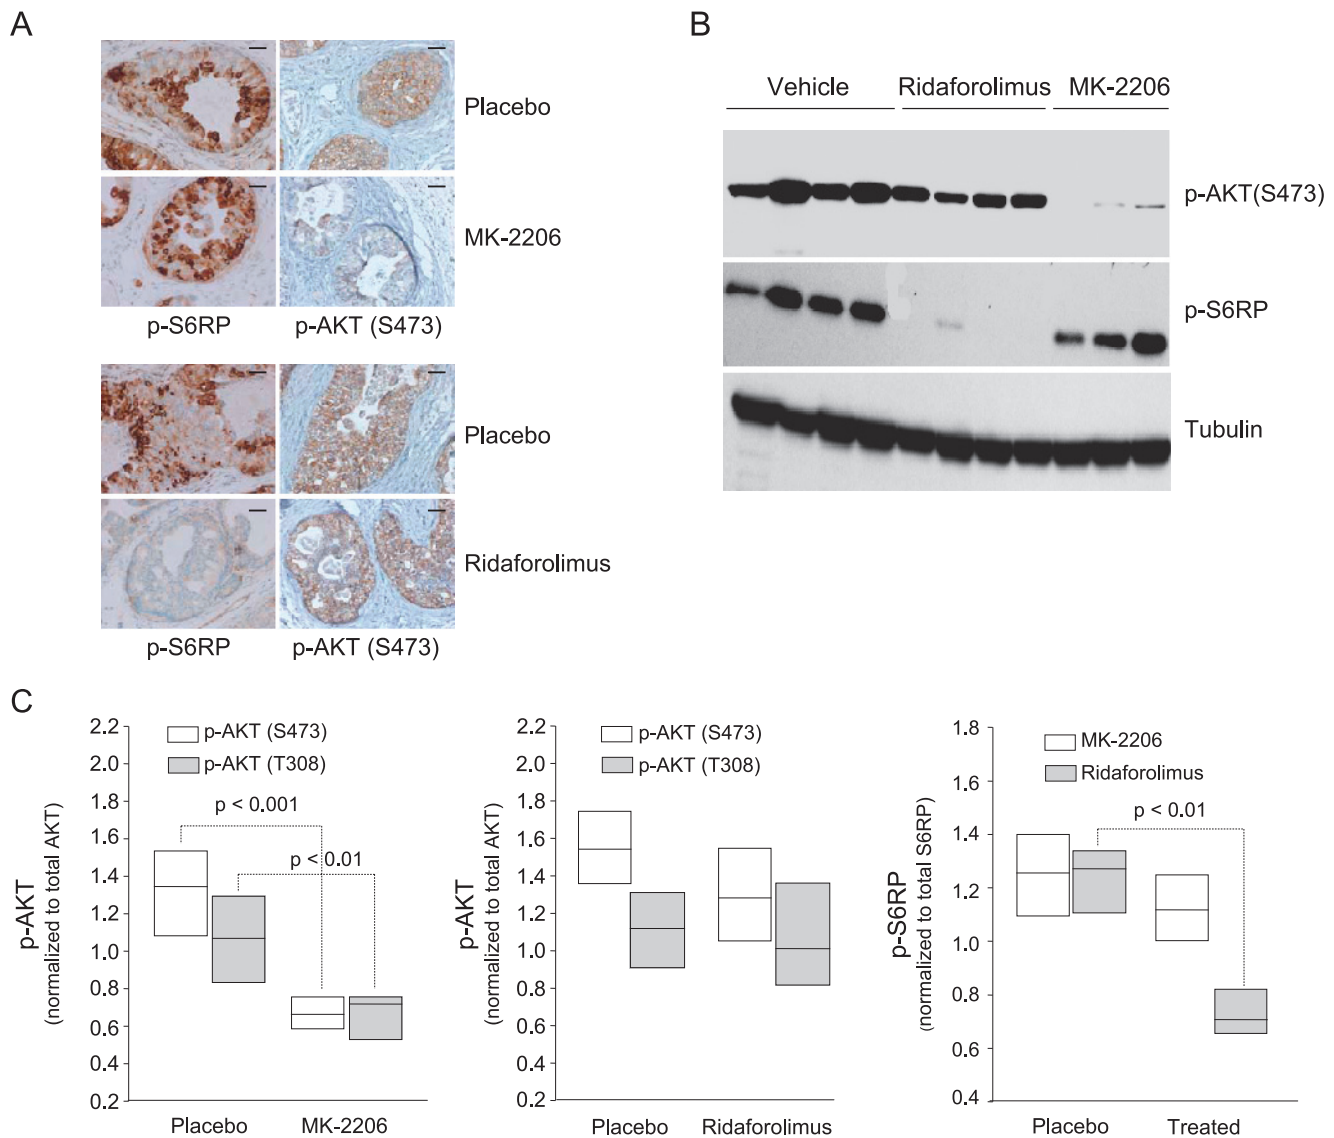 A
Placebo
MK-2206
p-S6RP p-AKT (S473)
Placebo
Ridaforolimus
p-S6RP p-AKT (S473)
B
Vehicle Ridaforolimus MK-2206
p-AKT(S473)
p-S6RP
Tubulin
C
p-AKT
(normalized to total AKT)
2.2
2.0
1.8
1.6
1.4
1.2
1.0
0.8
0.6
0.4
0.2
p-AKT (S473)
p-AKT (T308)
p < 0.001
p < 0.01
Placebo MK-2206
p-AKT
(normalized to total AKT)
2.2
2.0
1.8
1.6
1.4
1.2
1.0
0.8
0.6
0.4
0.2
p-AKT (S473)
p-AKT (T308)
Placebo Ridaforolimus
p-S6RP
(normalized to total S6RP)
1.8
1.6
1.4
1.2
1.0
0.8
0.6
0.4
MK-2206
Ridaforolimus
p < 0.01
Placebo Treated